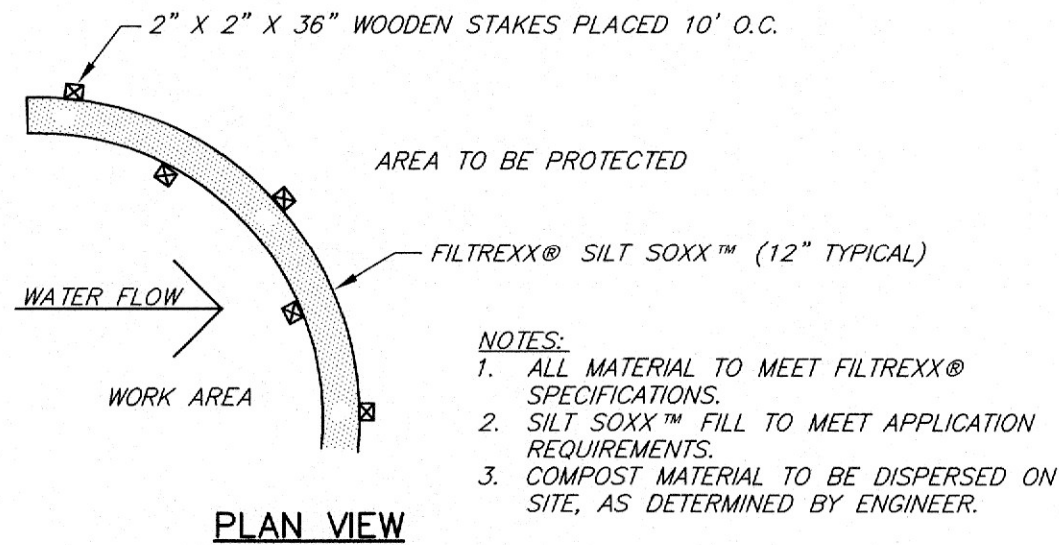 2" X 2" X 36" WOODEN STAKES PLACED 10' O.C.
AREA TO BE PROTECTED
FILTREXX® SILT SOXX™ (12" TYPICAL)
WATER FLOW
WORK AREA
NOTES:
1. ALL MATERIAL TO MEET FILTREXX®
SPECIFICATIONS.
2. SILT SOXX™ FILL TO MEET APPLICATION
REQUIREMENTS.
3. COMPOST MATERIAL TO BE DISPERSED ON
SITE, AS DETERMINED BY ENGINEER.
PLAN VIEW